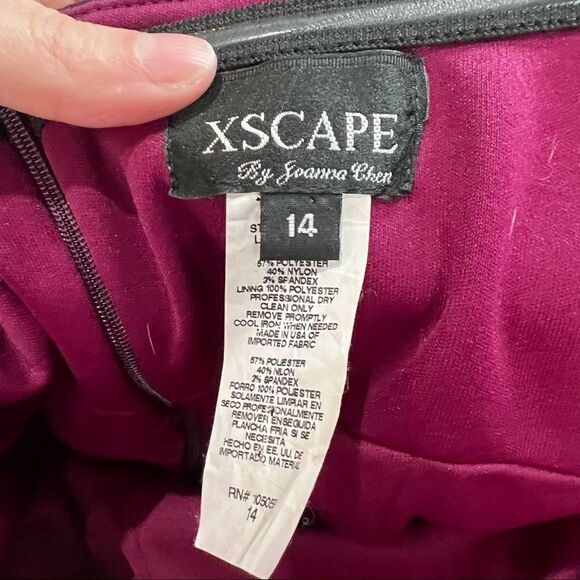 XSCAPE
By Joanna Chen
14
57% POLYESTER
40% NYLON
3% SPANDEX
LINING 100% POLYESTER
PROFESSIONAL DRY
CLEAN ONLY
REMOVE PROMPTLY
COOL IRON WHEN NEEDED
MADE IN USA OF
IMPORTED FABRIC
57% POLIESTER
40% NILON
3% SPANDEX
FORRO 100% POLIESTER
SOLAMENTE LIMPIAR EN
SECO PROFESIONALMENTE
REMOVER ENSEGUIDA
PLANCHA FRIA SI SE
NECESITA
HECHO EN EE. UU. DE
IMPORTADO MATERIAL
RN#
14